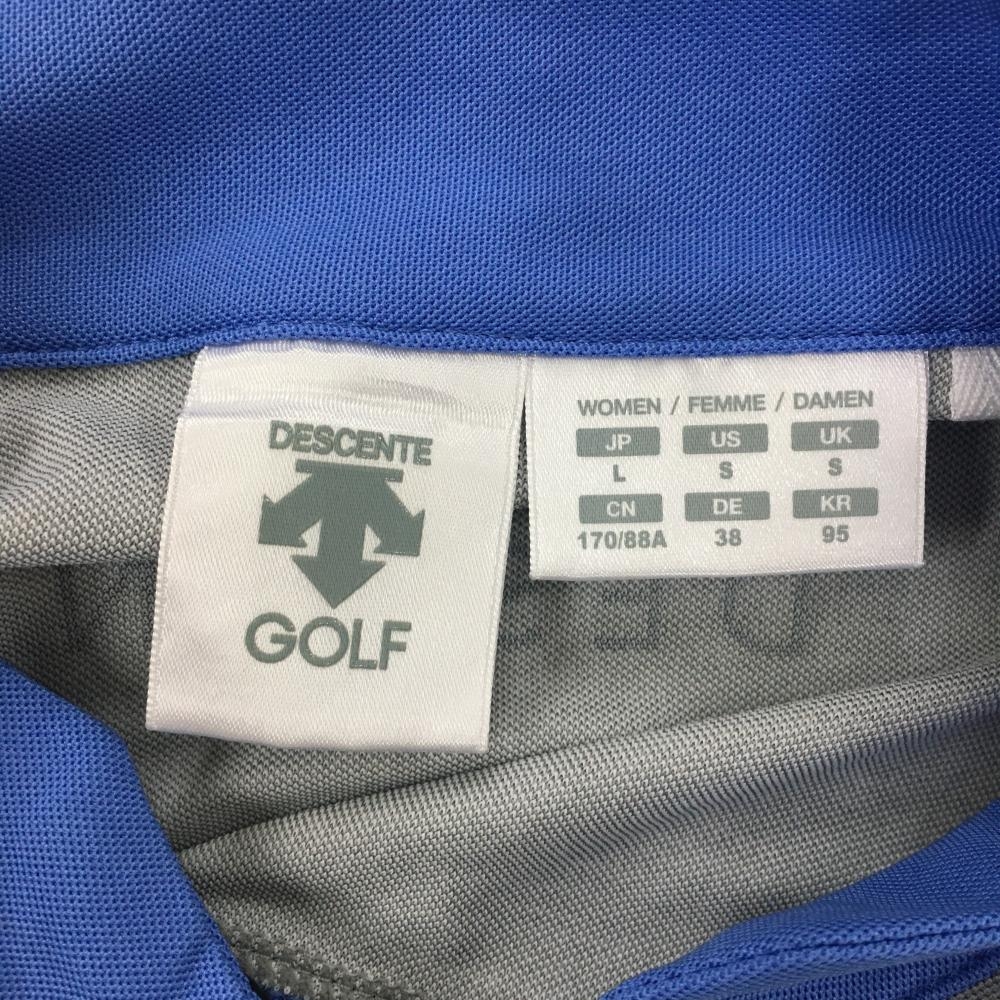 DESCENTE
GOLF
WOMEN / FEMME / DAMEN
JP US UK
L S S
CN DE KR
170/88A 38 95